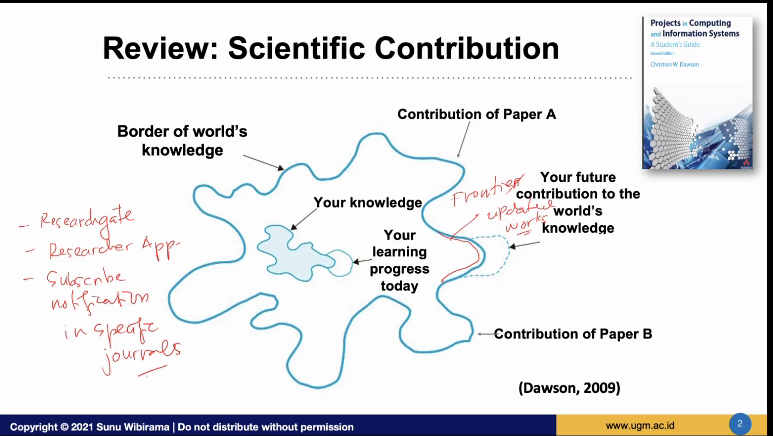 Review: Scientific Contribution
Projects in Computing
and Information Systems
A Student's Guide
Second Edition
Christian W. Dawson
Contribution of Paper A
Border of world's
knowledge
Your future
contribution to the
world's
knowledge
Your knowledge
Your
learning
progress
today
Frontier
updated
works
- Researchgate
- Researcher App
- Subscribe
notification
in specific
journals
Contribution of Paper B
(Dawson, 2009)
Copyright © 2021 Sunu Wibirama | Do not distribute without permission
www.ugm.ac.id
2